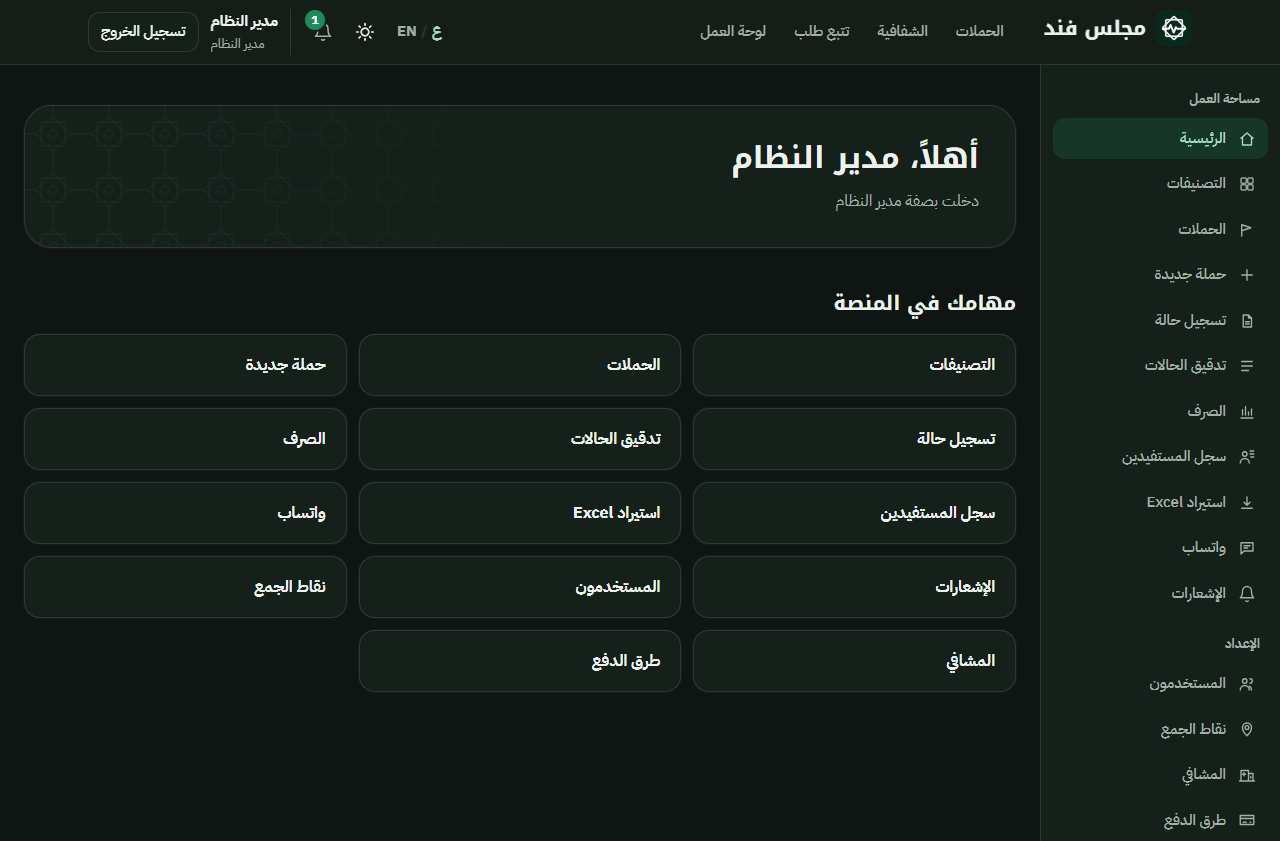 مجلس فند
الحملات
الشفافية
تتبع طلب
لوحة العمل
ع / EN
1
مدير النظام
مدير النظام
تسجيل الخروج
مساحة العمل
الرئيسية
التصنيفات
الحملات
حملة جديدة
تسجيل حالة
تدقيق الحالات
الصرف
سجل المستفيدين
استيراد Excel
واتساب
الإشعارات
الإعداد
المستخدمون
نقاط الجمع
المشافي
طرق الدفع
أهلاً، مدير النظام
دخلت بصفة مدير النظام
مهامك في المنصة
التصنيفات
الحملات
حملة جديدة
تسجيل حالة
تدقيق الحالات
الصرف
سجل المستفيدين
استيراد Excel
واتساب
الإشعارات
المستخدمون
نقاط الجمع
المشافي
طرق الدفع